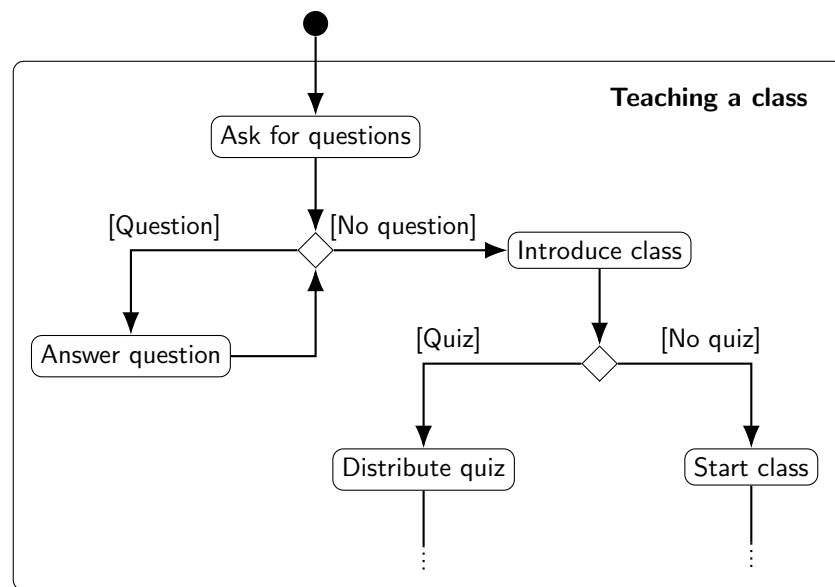 Teaching a class
Ask for questions
[Question]
[No question]
Introduce class
Answer question
[Quiz]
[No quiz]
Distribute quiz
Start class